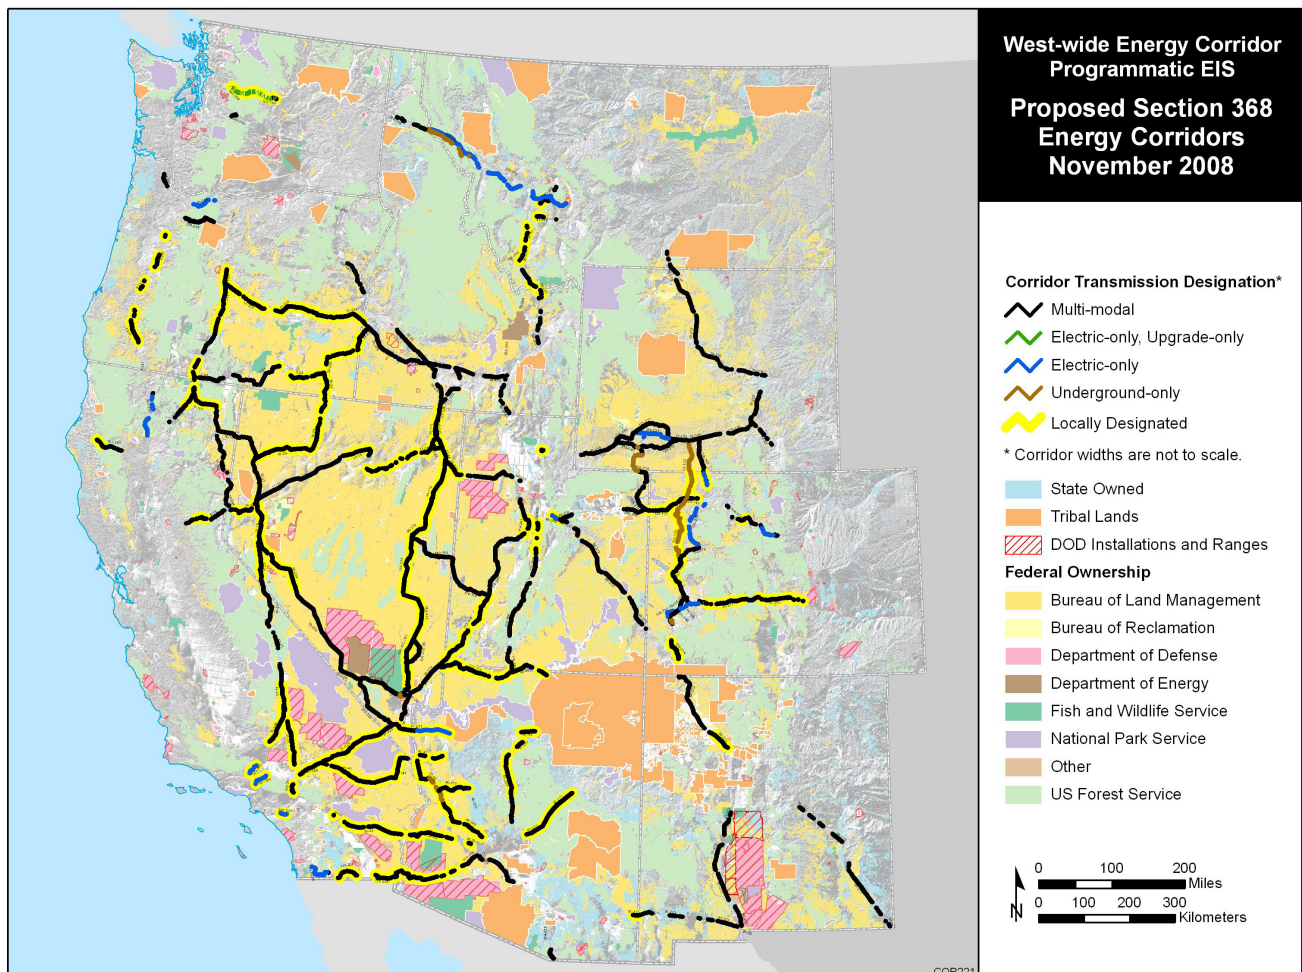 West-wide Energy Corridor
Programmatic EIS
Proposed Section 368
Energy Corridors
November 2008
Corridor Transmission Designation*
Multi-modal
Electric-only, Upgrade-only
Electric-only
Underground-only
Locally Designated
* Corridor widths are not to scale.
State Owned
Tribal Lands
DOD Installations and Ranges
Federal Ownership
Bureau of Land Management
Bureau of Reclamation
Department of Defense
Department of Energy
Fish and Wildlife Service
National Park Service
Other
US Forest Service
0 100 200
Miles
N
0 100 200 300
Kilometers